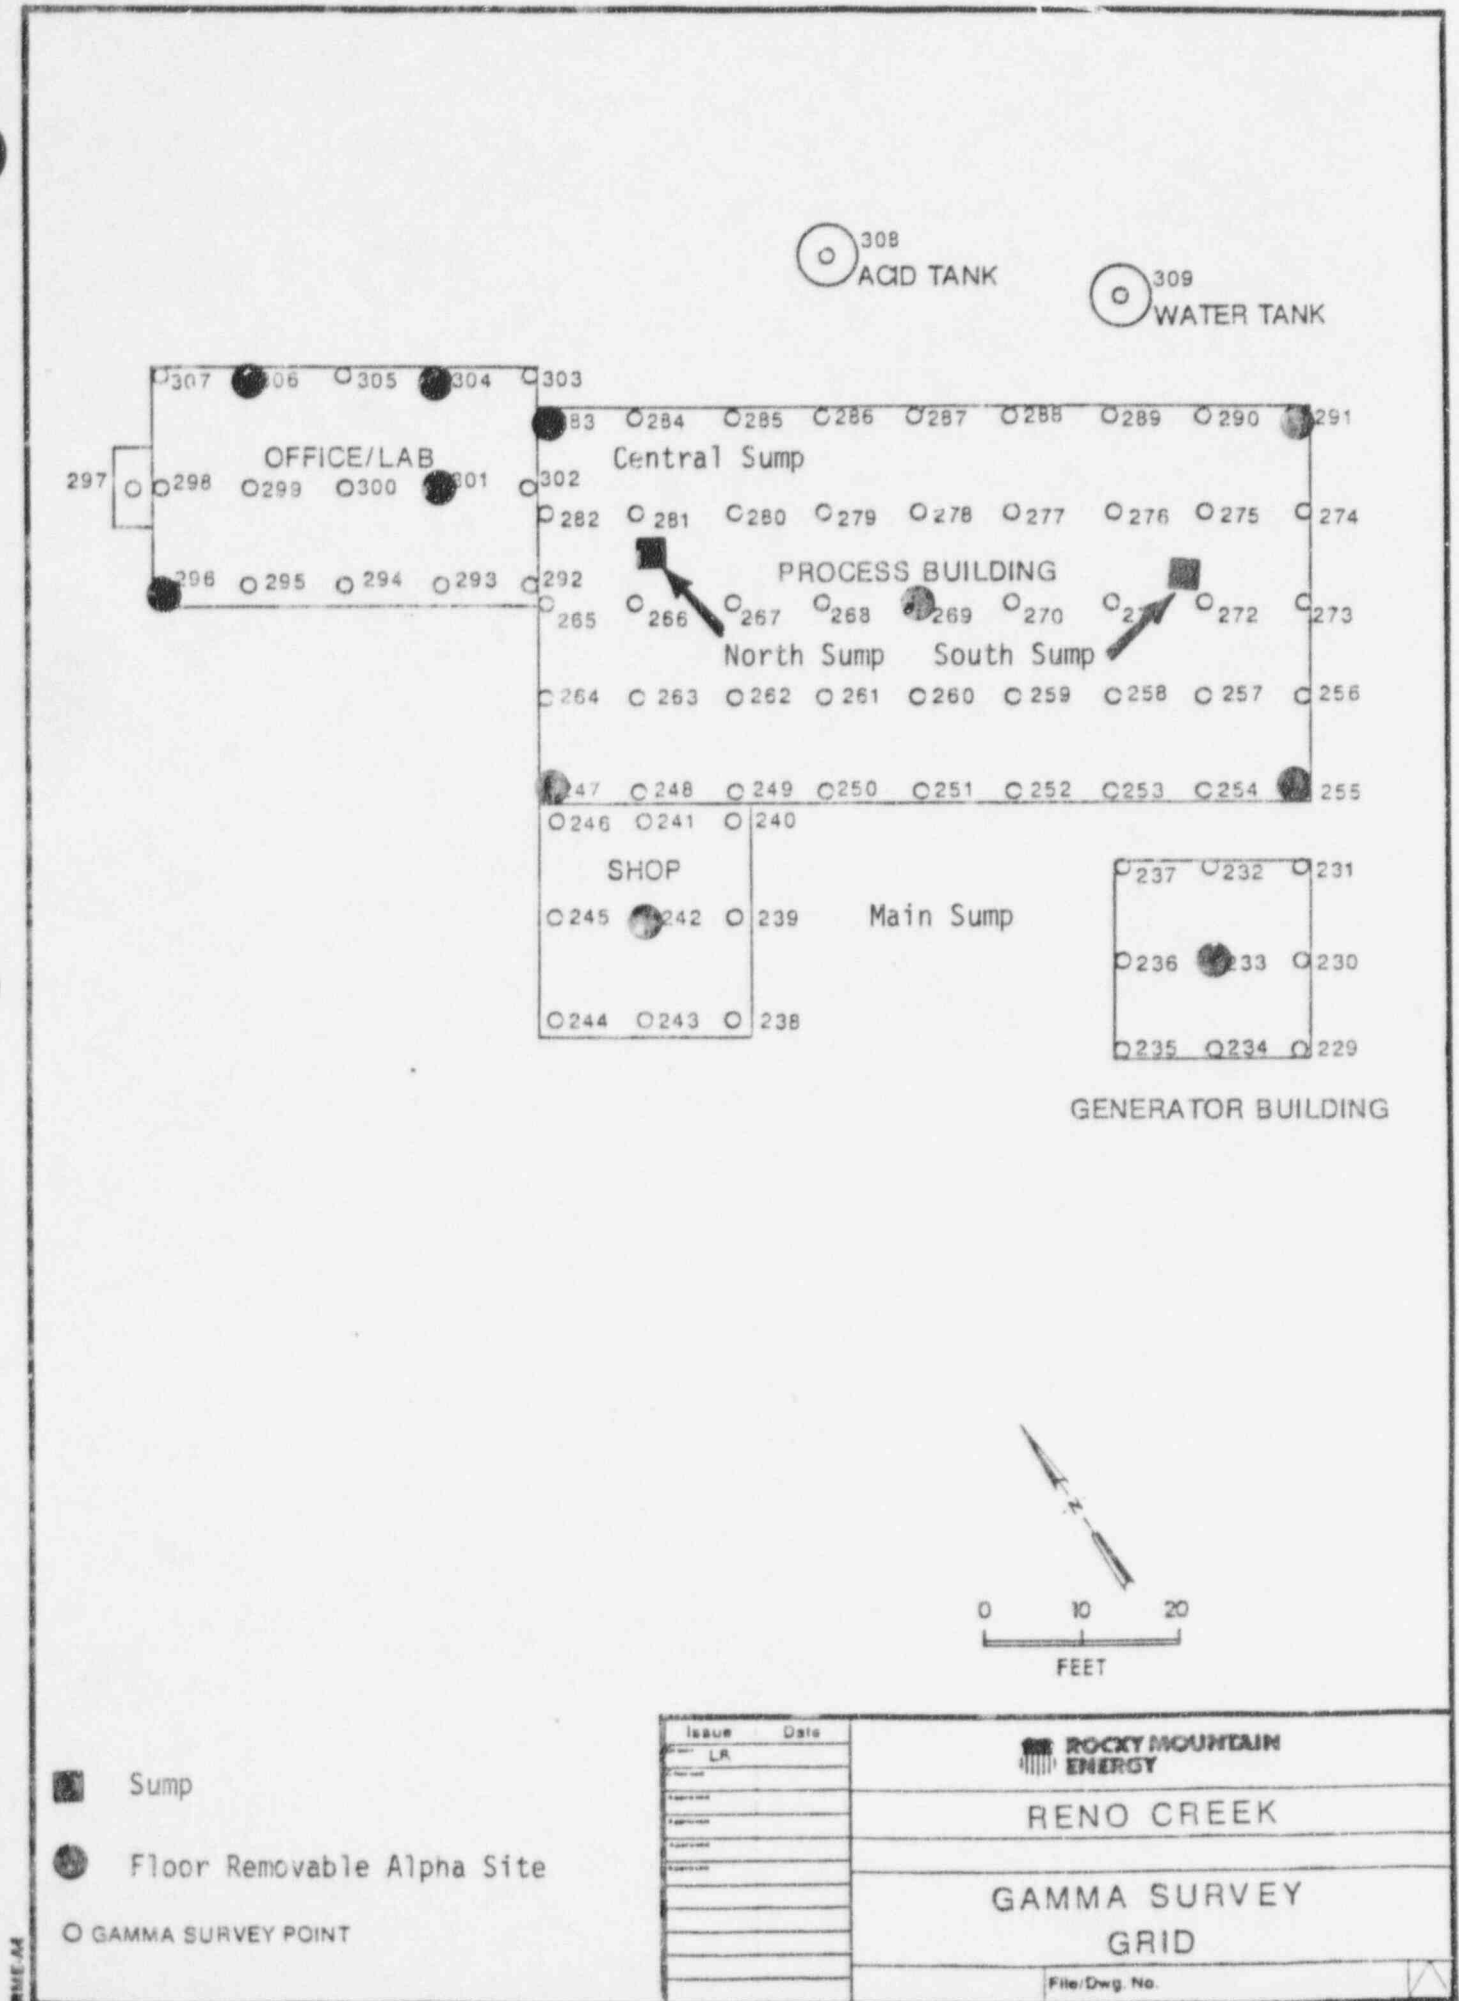 308
ACID TANK
309
WATER TANK
307 06 305 304 303
83 284 285 286 287 288 289 290 291
OFFICE/LAB
Central Sump
297 298 299 300 301 302
282 281 280 279 278 277 276 275 274
PROCESS BUILDING
296 295 294 293 292
265 266 267 268 269 270 27 272 273
North Sump South Sump
264 263 262 261 260 259 258 257 256
47 248 249 250 251 252 253 254 255
246 241 240
SHOP
237 232 231
245 242 239
Main Sump
236 233 230
244 243 238
235 234 229
GENERATOR BUILDING
N
0 10 20
FEET
Issue Date
LR
ROCKY MOUNTAIN
ENERGY
RENO CREEK
GAMMA SURVEY
GRID
File/Dwg. No.
Sump
Floor Removable Alpha Site
GAMMA SURVEY POINT
RME-A4